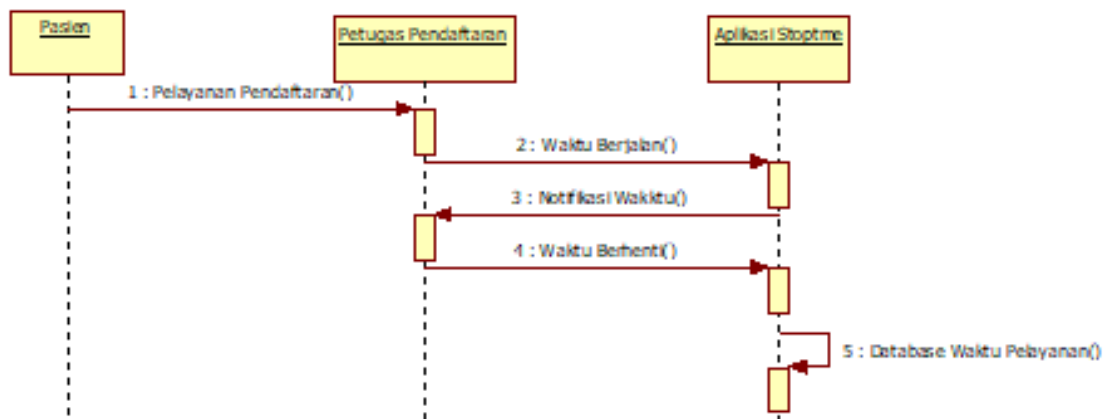 Pasien
Petugas Pendaftaran
Aplikasi Stoptme
1 : Pelayanan Pendaftaran()
2 : Waktu Berjalan()
3 : Notifikasi Wakktu()
4 : Waktu Berhenti()
5 : Database Waktu Pelayanan()